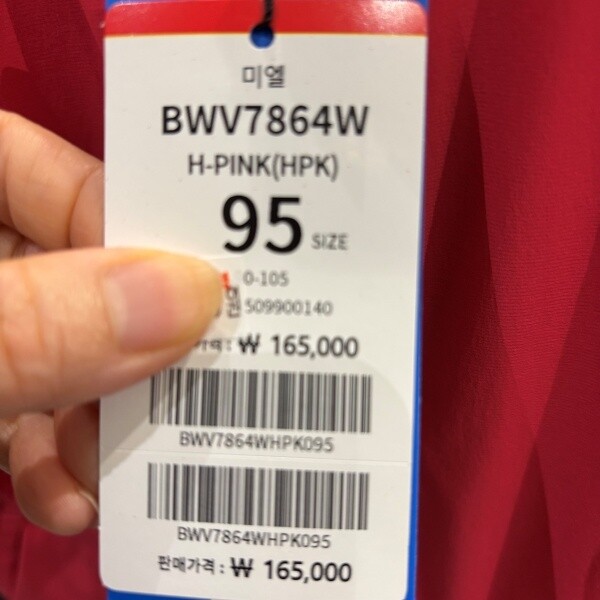 미엘
BWV7864W
H-PINK(HPK)
95 SIZE
0-105
509900140
₩ 165,000
BWV7864WHPK095
BWV7864WHPK095
판매가격 : ₩ 165,000